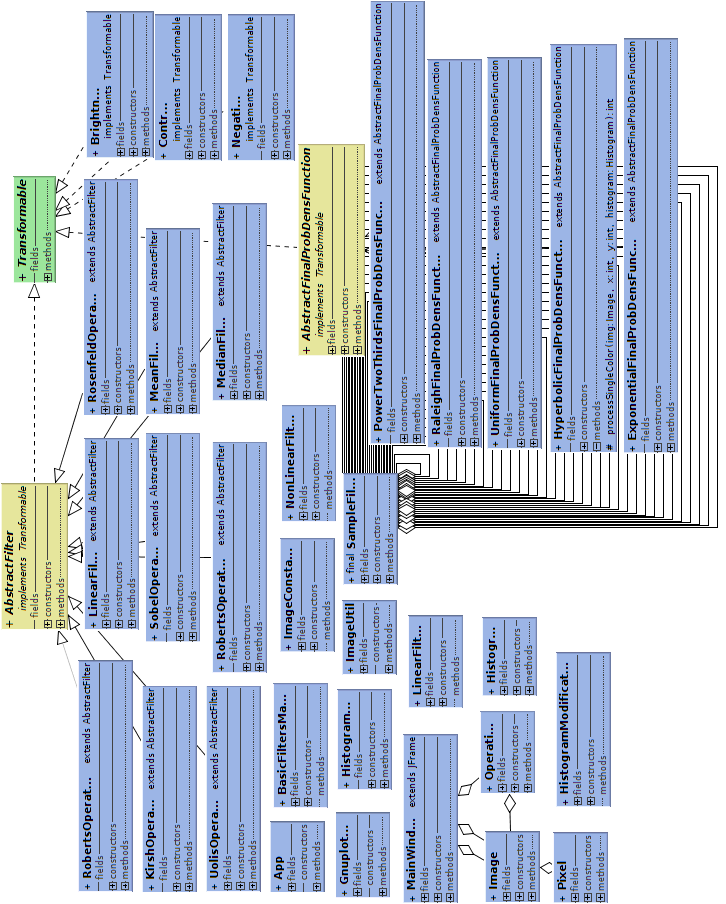 + Transformable
fields
methods
+ Brightn...
implements Transformable
fields
constructors
methods
+ Contr...
implements Transformable
fields
constructors
methods
+ Negati...
implements Transformable
fields
constructors
methods
+ AbstractFilter
implements Transformable
fields
constructors
methods
+ RosenfeldOpera... extends AbstractFilter
fields
constructors
methods
+ MeanFil... extends AbstractFilter
fields
constructors
methods
+ MedianFil... extends AbstractFilter
fields
constructors
methods
+ AbstractFinalProbDensFunction
implements Transformable
fields
constructors
methods
+ PowerTwoThirdsFinalProbDensFunc... extends AbstractFinalProbDensFunction
fields
constructors
methods
+ RaleighFinalProbDensFunct... extends AbstractFinalProbDensFunction
fields
constructors
methods
+ UniformFinalProbDensFunct... extends AbstractFinalProbDensFunction
fields
constructors
methods
+ HyperbolicFinalProbDensFunct... extends AbstractFinalProbDensFunction
fields
constructors
methods
# processSingleColor (img: Image, x: int, y: int, histogram: Histogram ): int
+ ExponentialFinalProbDensFunct... extends AbstractFinalProbDensFunction
fields
constructors
methods
+ LinearFil... extends AbstractFilter
fields
constructors
methods
+ SobelOpera... extends AbstractFilter
fields
constructors
methods
+ RobertsOperat... extends AbstractFilter
fields
constructors
methods
+ NonLinearFilt...
fields
constructors
methods
+ final SampleFil...
fields
constructors
methods
+ ImageConsta...
fields
constructors
methods
+ ImageUtil
fields
constructors
methods
+ LinearFilt...
fields
constructors
methods
+ Histogr...
fields
constructors
methods
+ RobertsOperat... extends AbstractFilter
fields
constructors
methods
+ KirshOpera... extends AbstractFilter
fields
constructors
methods
+ UolisOpera... extends AbstractFilter
fields
constructors
methods
+ BasicFiltersMa...
fields
constructors
methods
+ Histogram...
fields
constructors
methods
+ App
fields
constructors
methods
+ Gnuplot...
fields
constructors
methods
+ MainWind... extends JFrame
fields
constructors
methods
+ Operati...
fields
constructors
methods
+ HistogramModificat...
fields
constructors
methods
+ Image
fields
constructors
methods
+ Pixel
fields
constructors
methods